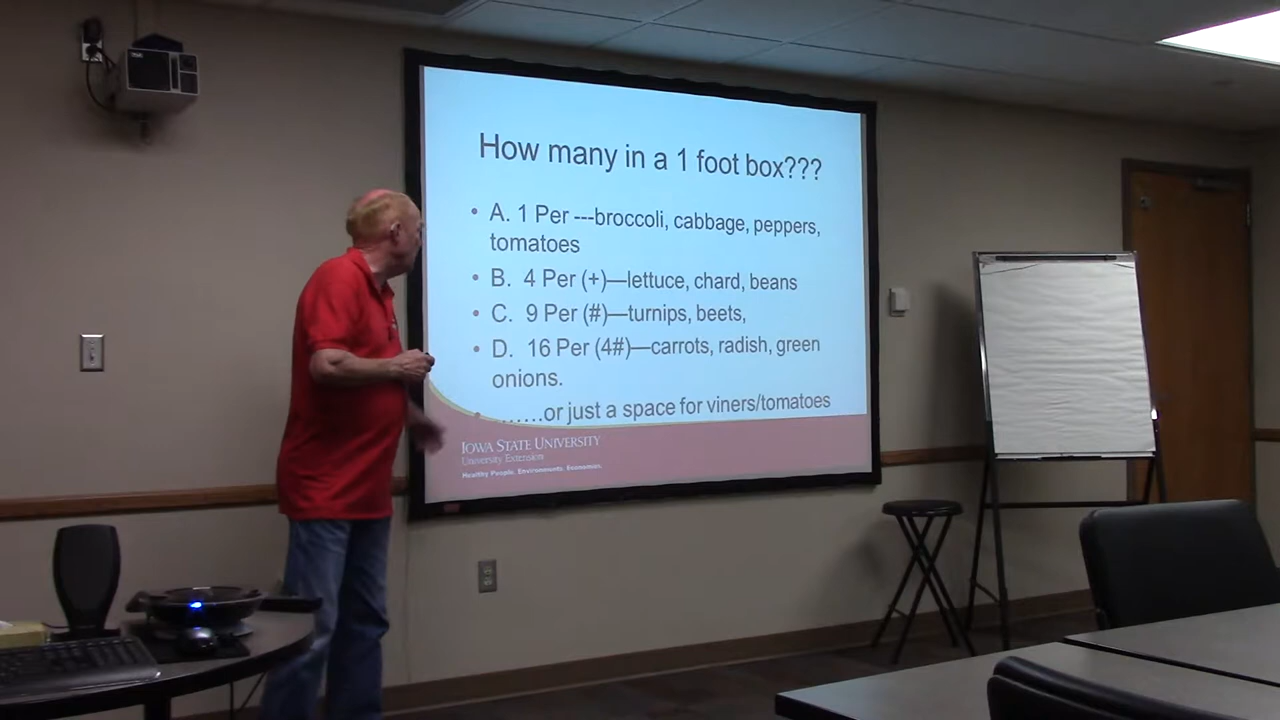 How many in a 1 foot box???
• A. 1 Per ---broccoli, cabbage, peppers,
tomatoes
• B. 4 Per (+)—lettuce, chard, beans
• C. 9 Per (#)—turnips, beets,
• D. 16 Per (4#)—carrots, radish, green
onions.
• ……or just a space for viners/tomatoes
IOWA STATE UNIVERSITY
University Extension
Healthy People. Environments. Economies.